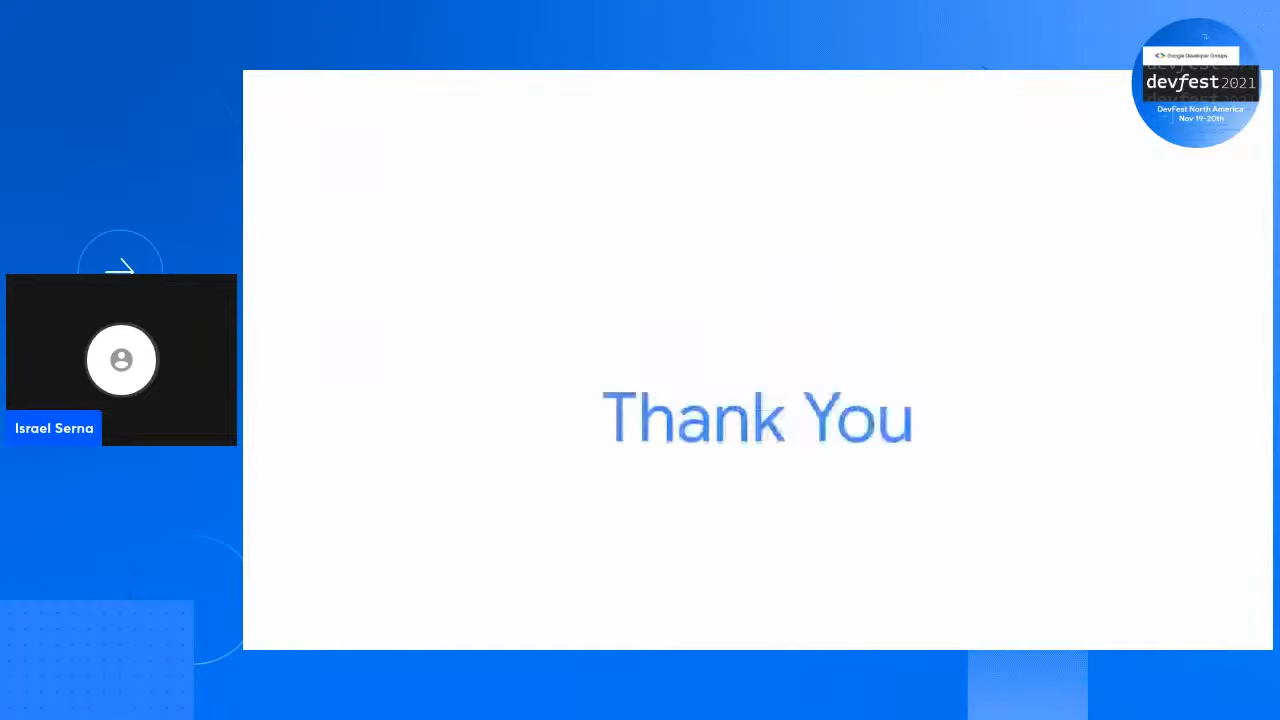 <> Google Developer Groups
devfest 2021
DevFest North America
Nov 19-20th
Israel Serna
Thank You